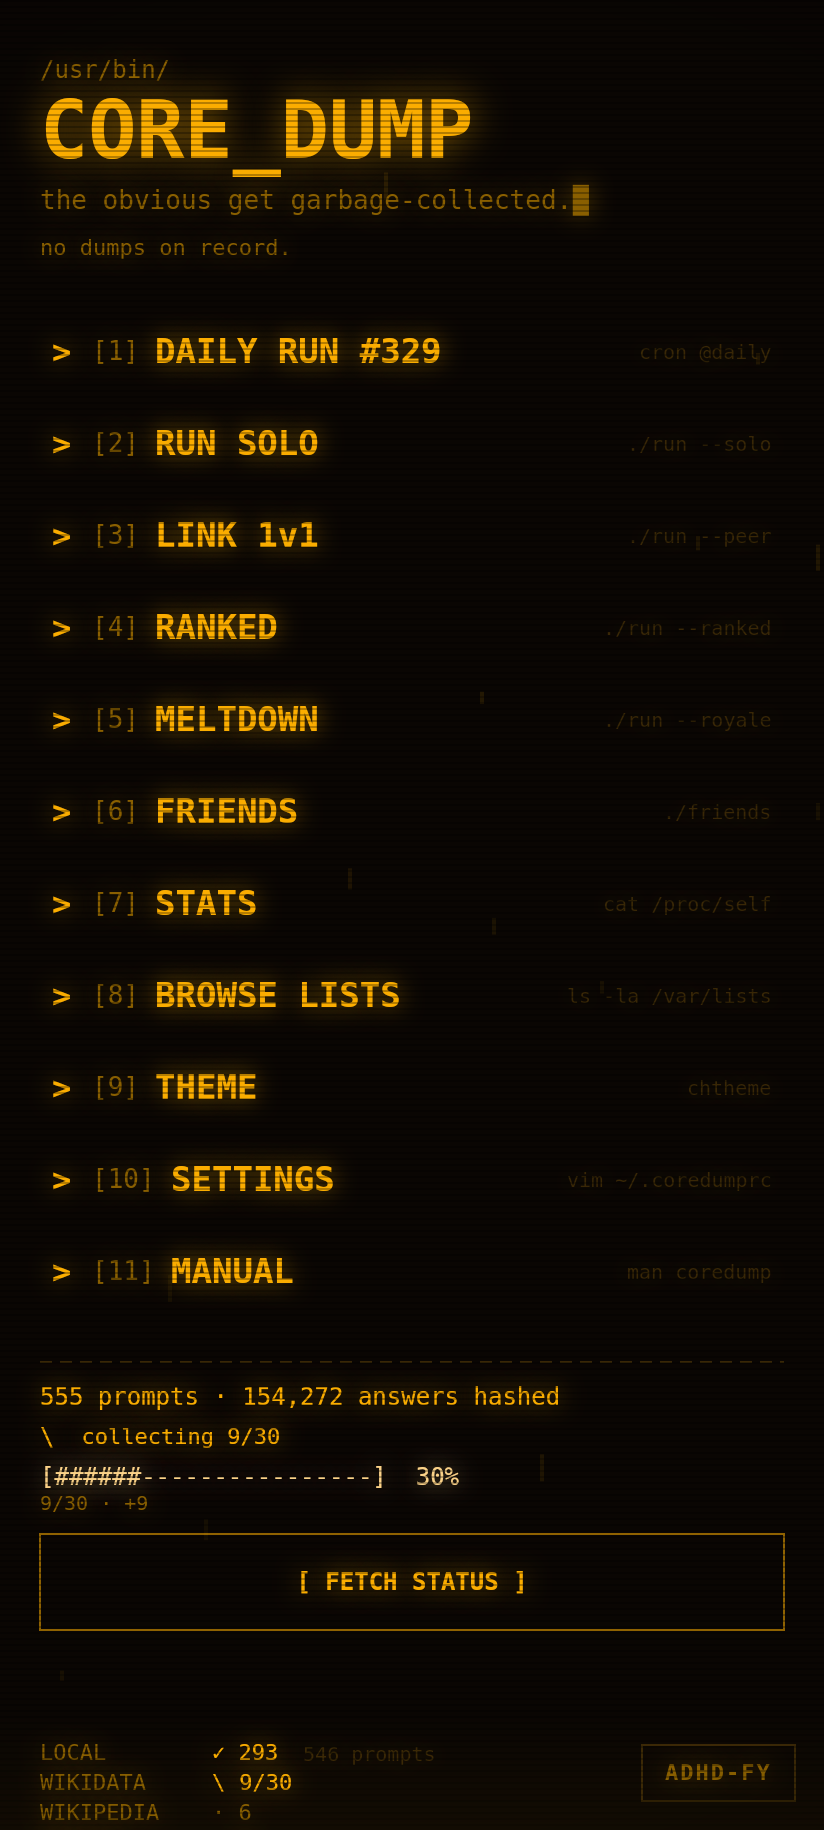 /usr/bin/
CORE_DUMP
the obvious get garbage-collected.
no dumps on record.
> [1] DAILY RUN #329 cron @daily
> [2] RUN SOLO ./run --solo
> [3] LINK 1v1 ./run --peer
> [4] RANKED ./run --ranked
> [5] MELTDOWN ./run --royale
> [6] FRIENDS ./friends
> [7] STATS cat /proc/self
> [8] BROWSE LISTS ls -la /var/lists
> [9] THEME chtheme
> [10] SETTINGS vim ~/.coredumprc
> [11] MANUAL man coredump
555 prompts · 154,272 answers hashed
\ collecting 9/30
[######----------------] 30%
9/30 · +9
[ FETCH STATUS ]
LOCAL ✓ 293 546 prompts
WIKIDATA \ 9/30
WIKIPEDIA · 6
ADHD-FY